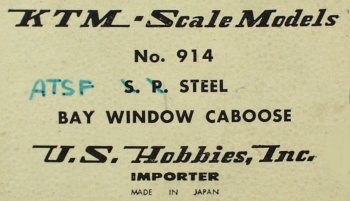 KTM - Scale Models
No. 914
ATSF S. P. STEEL
BAY WINDOW CABOOSE
U.S. Hobbies, Inc.
IMPORTER
MADE IN JAPAN